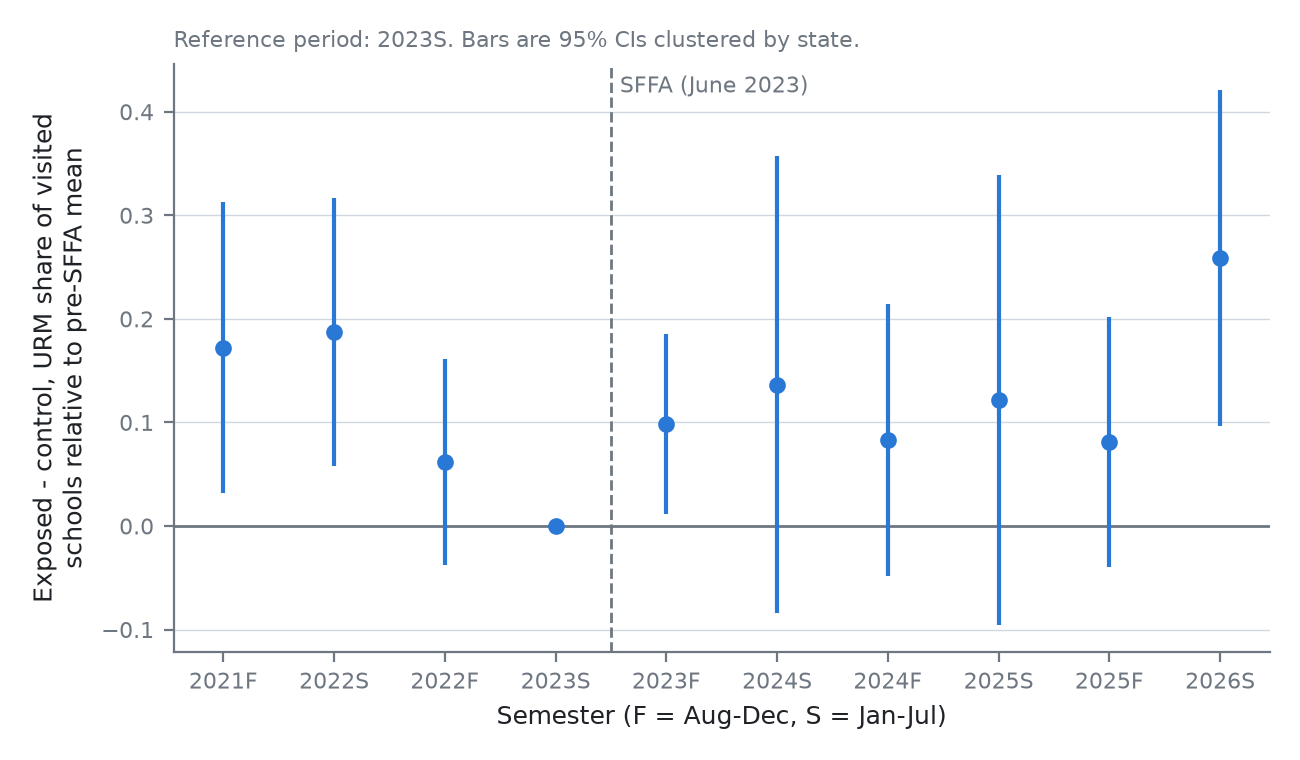 Reference period: 2023S. Bars are 95% CIs clustered by state.
SFFA (June 2023)
Exposed - control, URM share of visited
schools relative to pre-SFFA mean
0.4
0.3
0.2
0.1
0.0
−0.1
2021F 2022S 2022F 2023S 2023F 2024S 2024F 2025S 2025F 2026S
Semester (F = Aug-Dec, S = Jan-Jul)